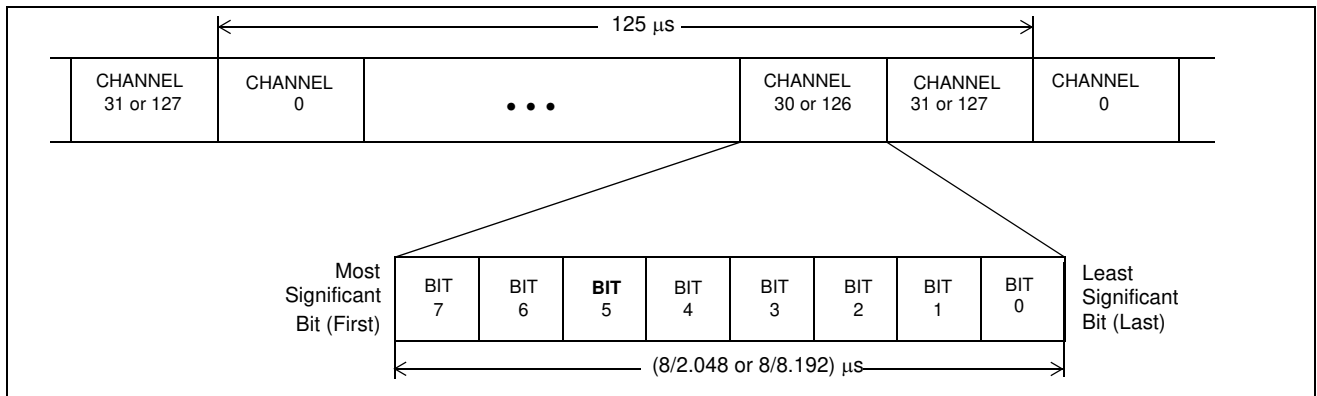 125 µs
CHANNEL
31 or 127
CHANNEL
0
• • •
CHANNEL
30 or 126
CHANNEL
31 or 127
CHANNEL
0
Most
Significant
Bit (First)
BIT
7
BIT
6
BIT
5
BIT
4
BIT
3
BIT
2
BIT
1
BIT
0
Least
Significant
Bit (Last)
(8/2.048 or 8/8.192) µs